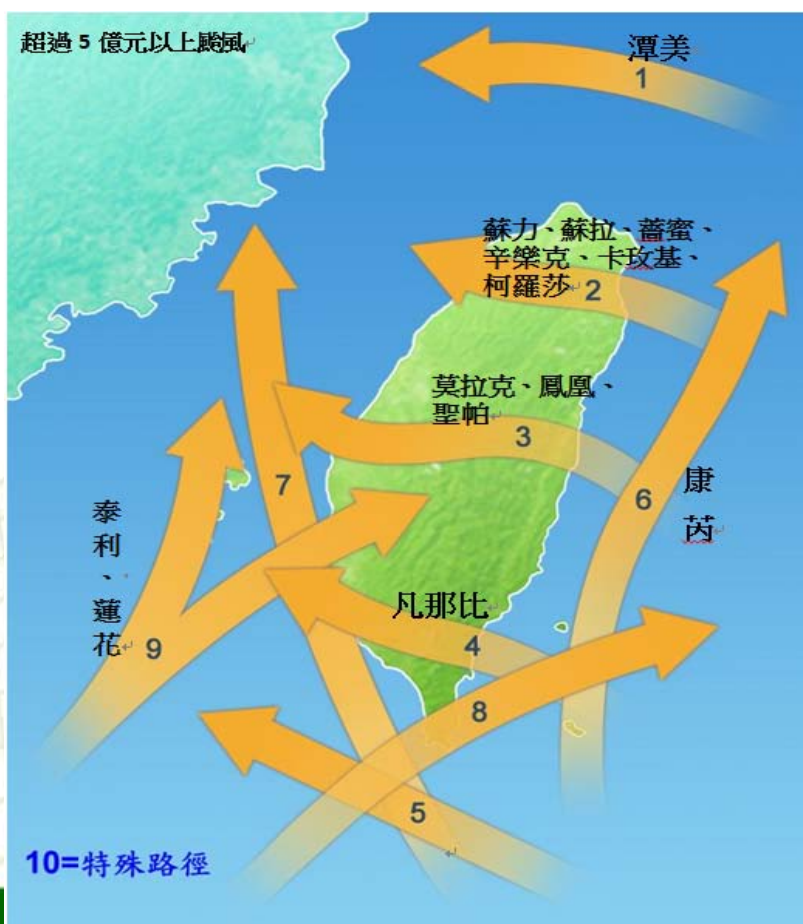 超過 5 億元以上颱風
潭美
1
蘇力、蘇拉、薔蜜、
辛樂克、卡玫基、
柯羅莎
2
莫拉克、鳳凰、
聖帕
3
7
6
康
芮
泰
利
、
蓮
花
9
凡那比
4
8
5
10=特殊路徑